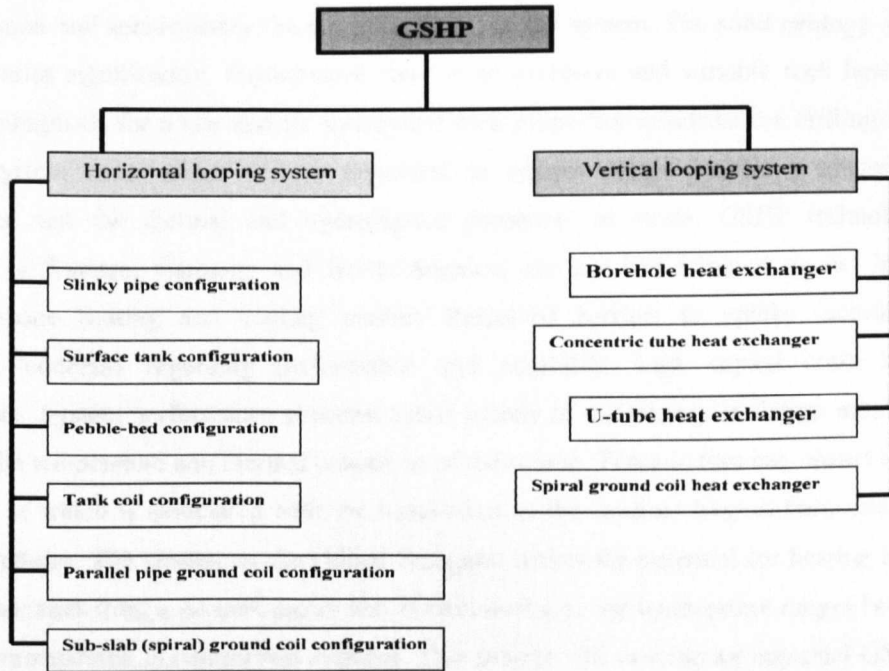 GSHP
Horizontal looping system
Vertical looping system
Slinky pipe configuration
Surface tank configuration
Pebble-bed configuration
Tank coil configuration
Parallel pipe ground coil configuration
Sub-slab (spiral) ground coil configuration
Borehole heat exchanger
Concentric tube heat exchanger
U-tube heat exchanger
Spiral ground coil heat exchanger